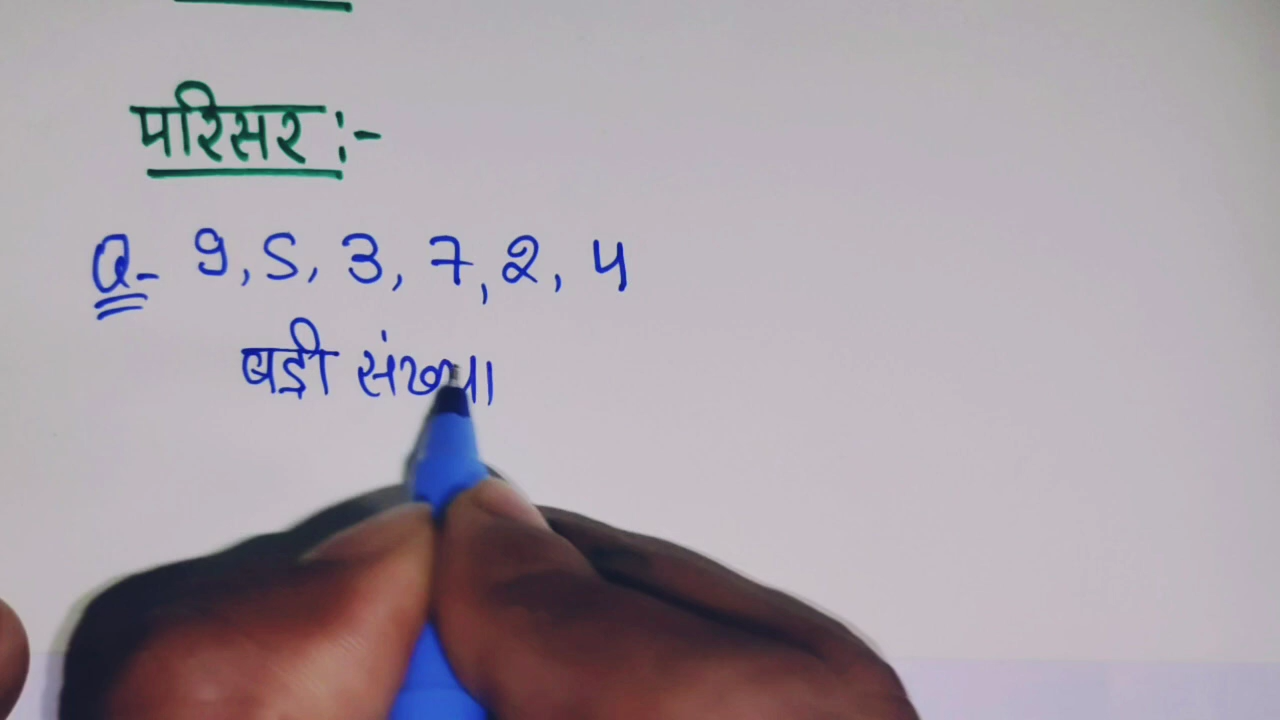 परिसर :-
Q- 9, 5, 3, 7, 2, 4
बड़ी संख्या